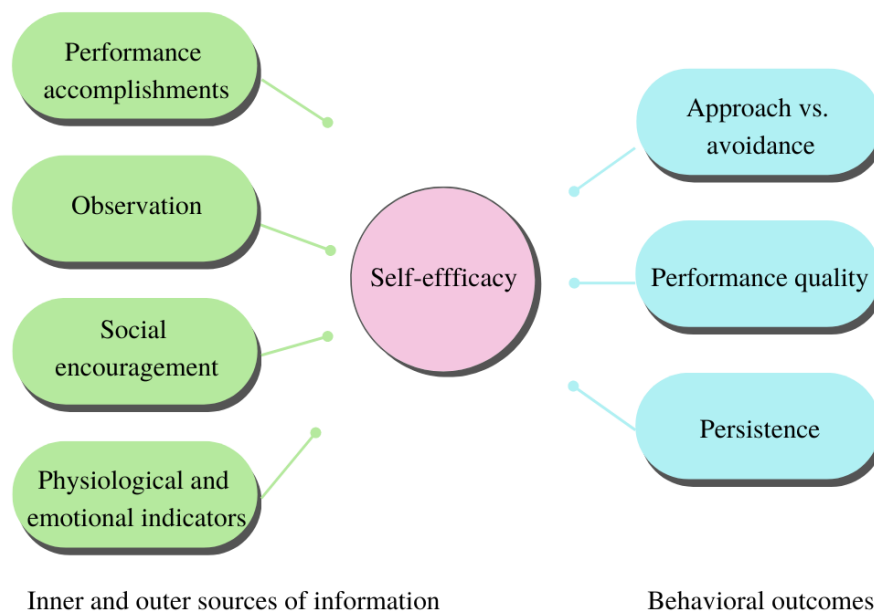 Performance
accomplishments
Observation
Social
encouragement
Physiological and
emotional indicators
Self-effficacy
Approach vs.
avoidance
Performance quality
Persistence
Inner and outer sources of information
Behavioral outcomes